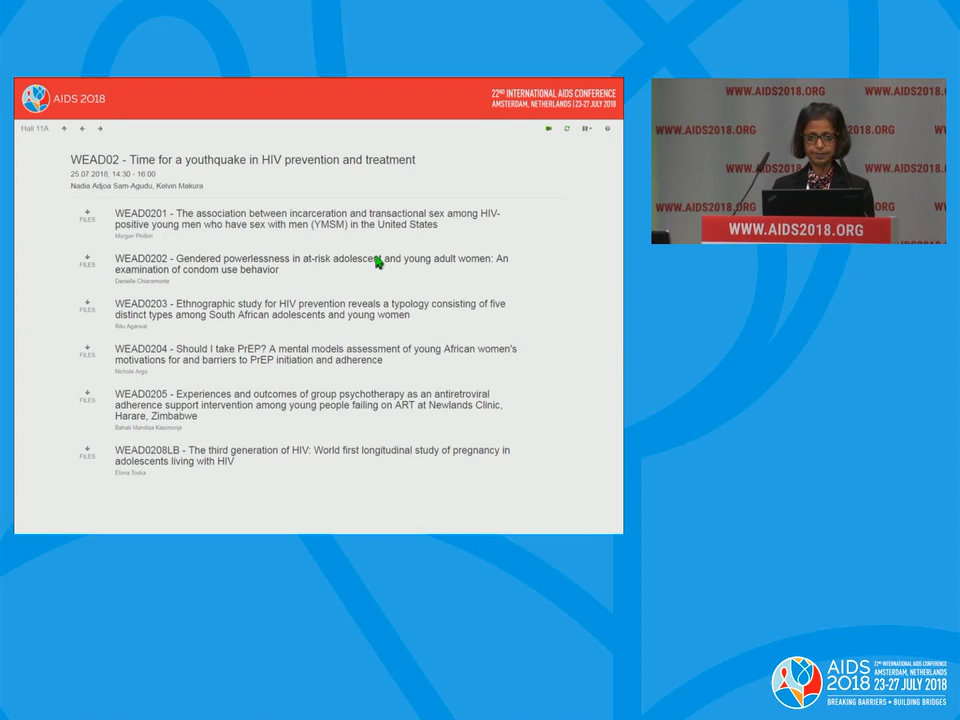 AIDS 2018
22ND INTERNATIONAL AIDS CONFERENCE
AMSTERDAM, NETHERLANDS | 23-27 JULY 2018
Hall 11A
WEAD02 - Time for a youthquake in HIV prevention and treatment
25.07.2018, 14:30 - 16:00
Nadia Adjoa Sam-Agudu, Kelvin Makura
FILES
WEAD0201 - The association between incarceration and transactional sex among HIV-
positive young men who have sex with men (YMSM) in the United States
Morgan Philbin
FILES
WEAD0202 - Gendered powerlessness in at-risk adolescent and young adult women: An
examination of condom use behavior
Danielle Chiaramonte
FILES
WEAD0203 - Ethnographic study for HIV prevention reveals a typology consisting of five
distinct types among South African adolescents and young women
Ritu Agarwal
FILES
WEAD0204 - Should I take PrEP? A mental models assessment of young African women's
motivations for and barriers to PrEP initiation and adherence
Nichole Argo
FILES
WEAD0205 - Experiences and outcomes of group psychotherapy as an antiretroviral
adherence support intervention among young people failing on ART at Newlands Clinic,
Harare, Zimbabwe
FILES
WEAD0208LB - The third generation of HIV: World first longitudinal study of pregnancy in
adolescents living with HIV
Elona Toska
WWW.AIDS2018.ORG WWW.AIDS2018.
WWW.AIDS2018.ORG
WWW.AIDS2018.ORG WWW.AIDS2018.
WWW.AIDS2018.ORG
WWW.AIDS2018.ORG
AIDS 2018
22ND INTERNATIONAL AIDS CONFERENCE
AMSTERDAM, NETHERLANDS
23-27 JULY 2018
BREAKING BARRIERS • BUILDING BRIDGES